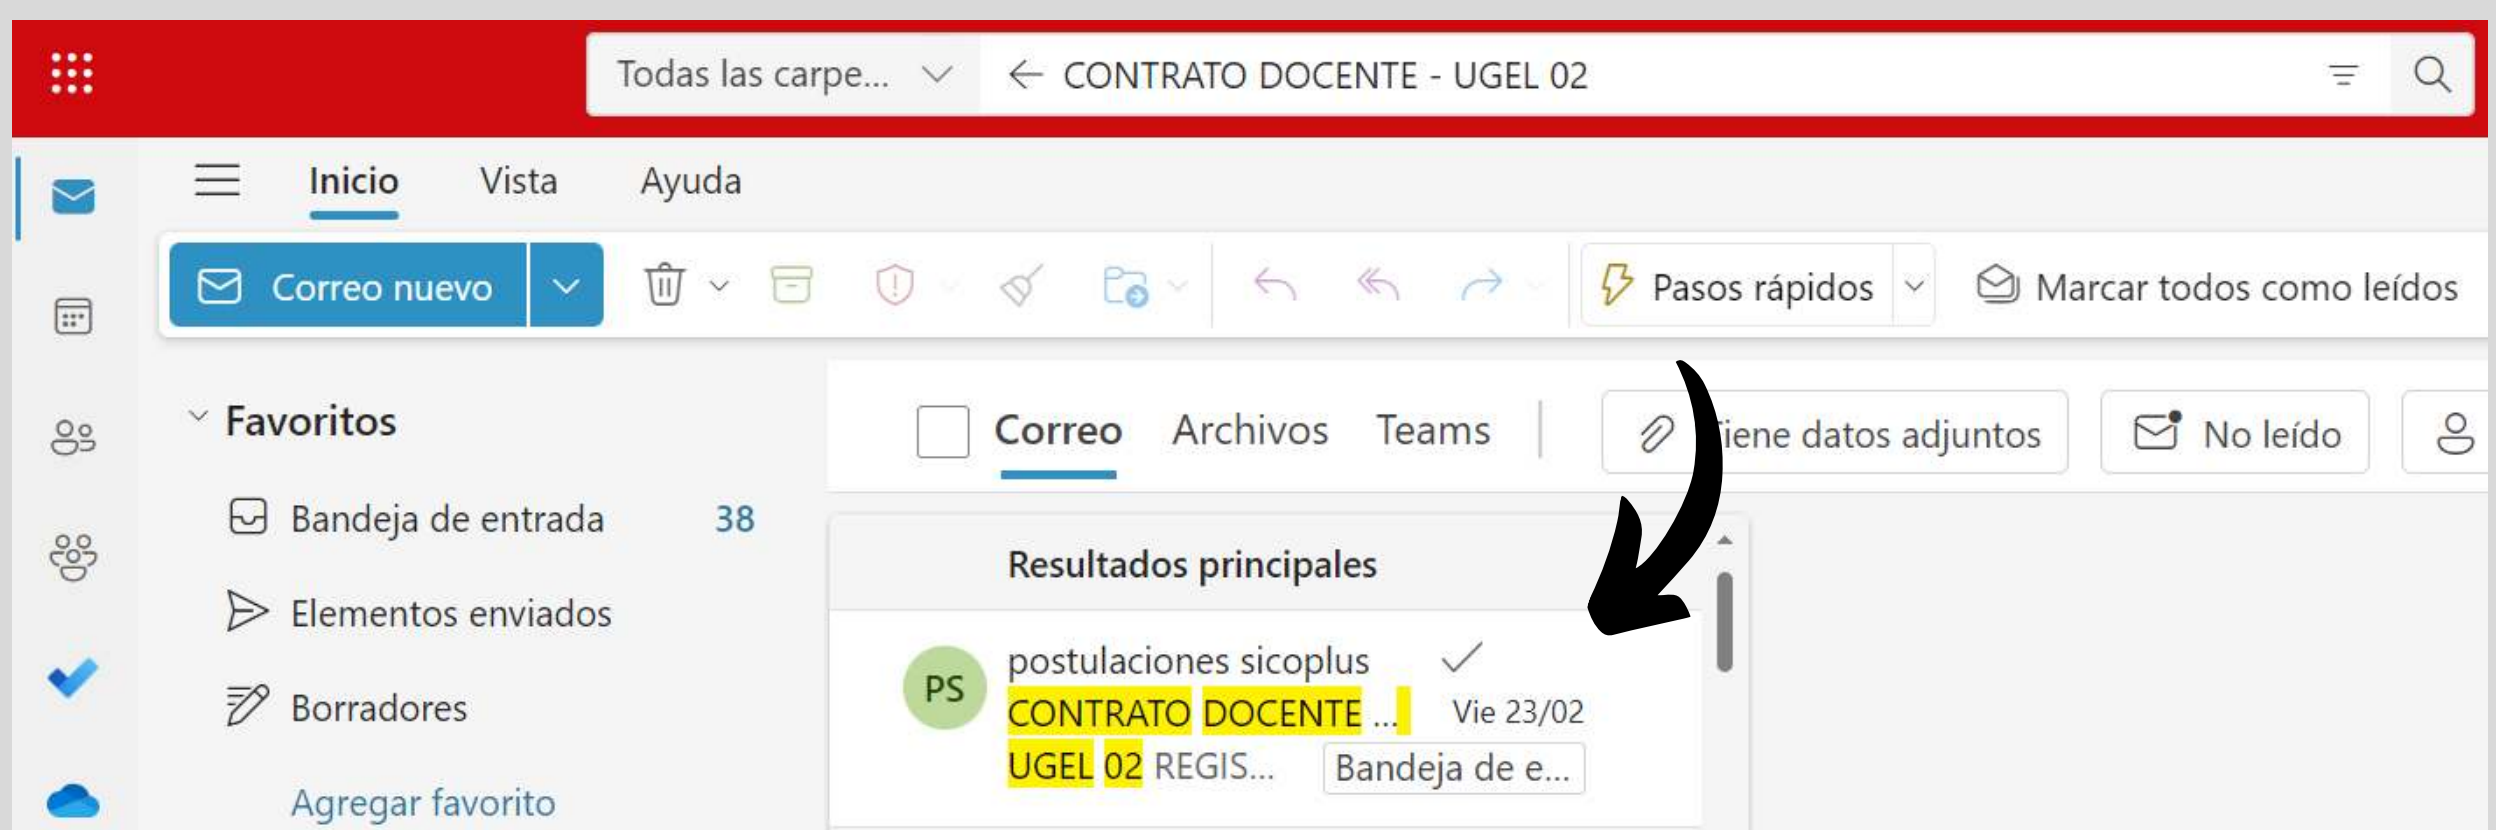 Todas las carpe...
CONTRATO DOCENTE - UGEL 02
Inicio Vista Ayuda
Correo nuevo
Pasos rápidos
Marcar todos como leídos
Favoritos
Bandeja de entrada 38
Elementos enviados
Borradores
Agregar favorito
Correo Archivos Teams
iene datos adjuntos
No leído
Resultados principales
PS
postulaciones sicoplus
CONTRATO DOCENTE ... Vie 23/02
UGEL 02 REGIS... Bandeja de e...